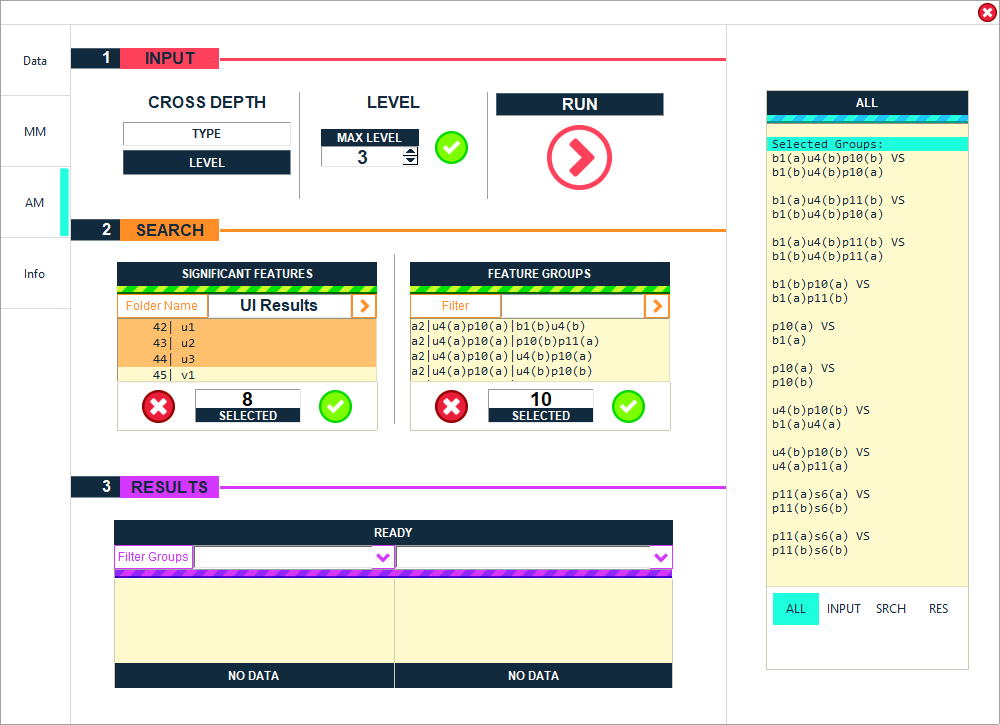 Data
MM
AM
Info
1 INPUT
CROSS DEPTH
TYPE
LEVEL
LEVEL
MAX LEVEL
3
RUN
2 SEARCH
SIGNIFICANT FEATURES
Folder Name UI Results
42| u1
43| u2
44| u3
45| v1
8
SELECTED
FEATURE GROUPS
Filter
a2|u4(a)p10(a)|b1(b)u4(b)
a2|u4(a)p10(a)|p10(b)p11(a)
a2|u4(a)p10(a)|u4(b)p10(a)
a2|u4(a)p10(a)|u4(b)p10(b)
10
SELECTED
3 RESULTS
READY
Filter Groups
NO DATA
NO DATA
ALL
Selected Groups:
b1(a)u4(b)p10(b) VS
b1(b)u4(b)p10(a)
b1(a)u4(b)p11(b) VS
b1(b)u4(b)p10(a)
b1(a)u4(b)p11(b) VS
b1(b)u4(b)p11(a)
b1(b)p10(a) VS
b1(a)p11(b)
p10(a) VS
b1(a)
p10(a) VS
p10(b)
u4(b)p10(b) VS
b1(a)u4(a)
u4(b)p10(b) VS
u4(a)p11(a)
p11(a)s6(a) VS
p11(b)s6(b)
p11(a)s6(a) VS
p11(b)s6(b)
ALL INPUT SRCH RES